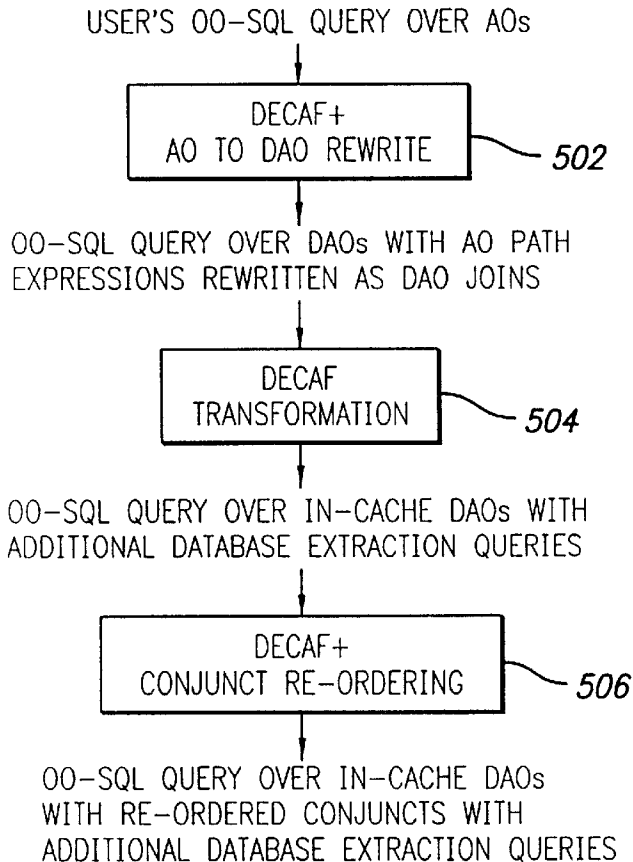 USER'S OO-SQL QUERY OVER AOs
DECAF+
AO TO DAO REWRITE
502
OO-SQL QUERY OVER DAOs WITH AO PATH
EXPRESSIONS REWRITTEN AS DAO JOINS
DECAF
TRANSFORMATION
504
OO-SQL QUERY OVER IN-CACHE DAOs WITH
ADDITIONAL DATABASE EXTRACTION QUERIES
DECAF+
CONJUNCT RE-ORDERING
506
OO-SQL QUERY OVER IN-CACHE DAOs
WITH RE-ORDERED CONJUNCTS WITH
ADDITIONAL DATABASE EXTRACTION QUERIES